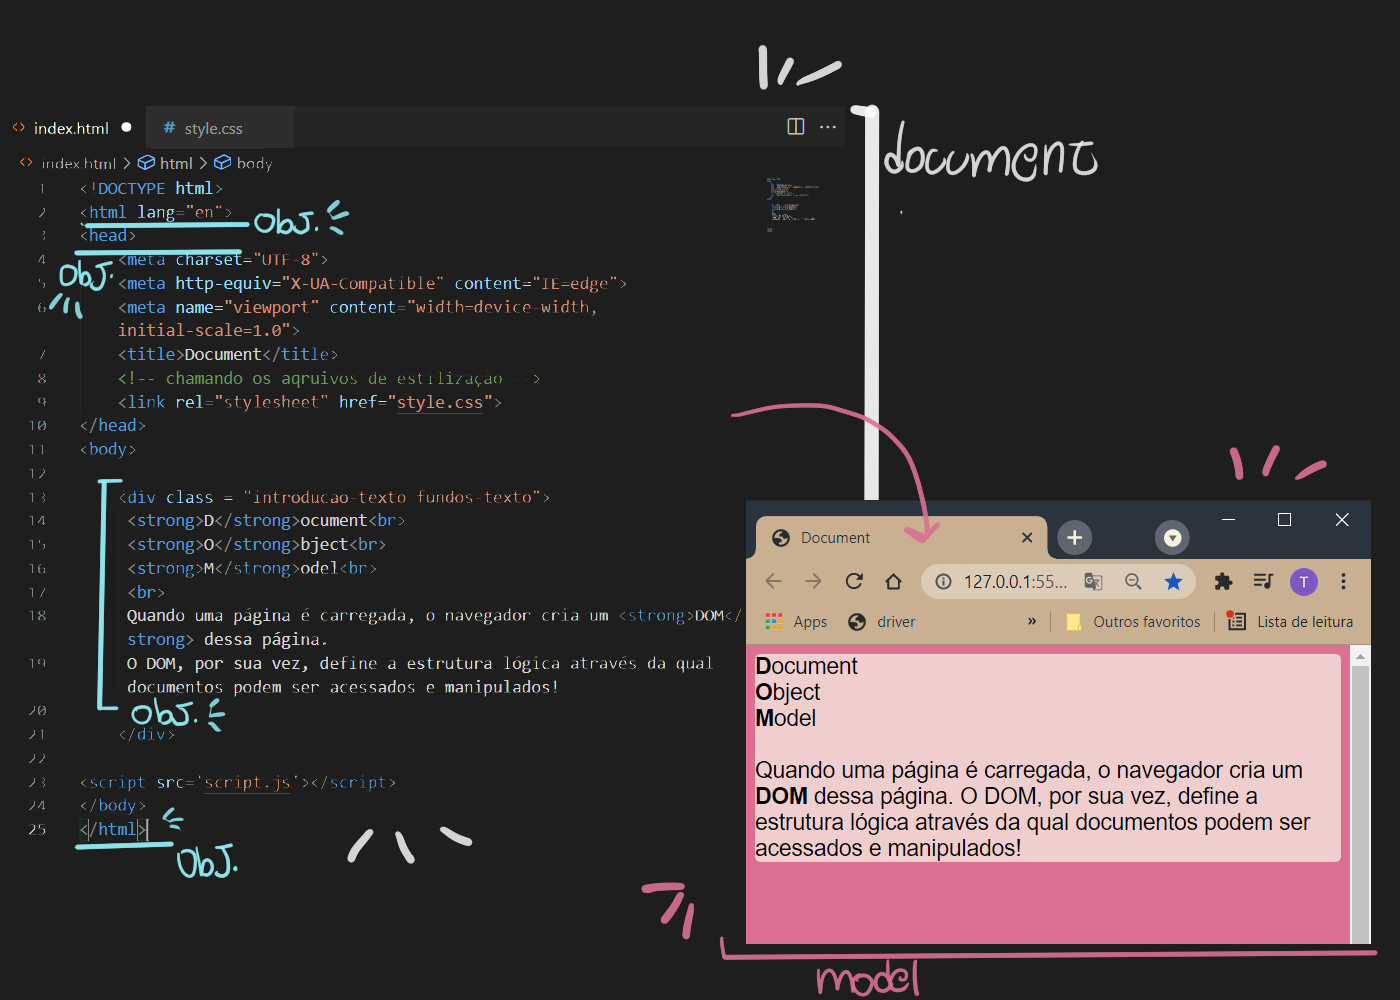 index.html
# style.css
document
index.html > html > body
1 <!DOCTYPE html>
2 <html lang="en">
ObJ.
3 <head>
4 <meta charset="UTF-8">
ObJ.
5 <meta http-equiv="X-UA-Compatible" content="IE=edge">
6 <meta name="viewport" content="width=device-width,
initial-scale=1.0">
7 <title>Document</title>
8 <!-- chamando os aqruivos de estilização -->
9 <link rel="stylesheet" href="style.css">
10 </head>
11 <body>
12
13 <div class = "introducao-texto fundos-texto">
14 <strong>D</strong>ocument<br>
15 <strong>O</strong>bject<br>
16 <strong>M</strong>odel<br>
17 <br>
18 Quando uma página é carregada, o navegador cria um <strong>DOM</
strong> dessa página.
19 O DOM, por sua vez, define a estrutura lógica através da qual
documentos podem ser acessados e manipulados!
20
ObJ.
21 </div>
22
23 <script src='script.js'></script>
24 </body>
25 </html>
ObJ.
Document
127.0.0.1:55...
T
Apps
driver
»
Outros favoritos
Lista de leitura
Document
Object
Model
Quando uma página é carregada, o navegador cria um
DOM dessa página. O DOM, por sua vez, define a
estrutura lógica através da qual documentos podem ser
acessados e manipulados!
model